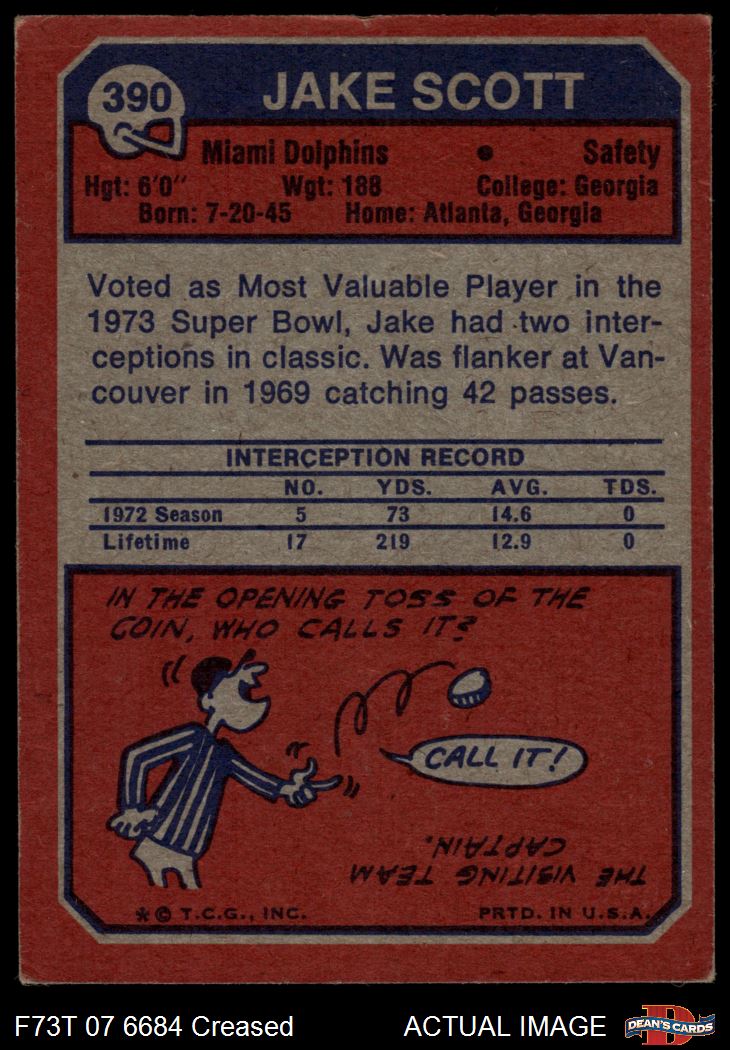 390
JAKE SCOTT
Miami Dolphins • Safety
Hgt: 6'0" Wgt: 188 College: Georgia
Born: 7-20-45 Home: Atlanta, Georgia
Voted as Most Valuable Player in the
1973 Super Bowl, Jake had two inter-
ceptions in classic. Was flanker at Van-
couver in 1969 catching 42 passes.
INTERCEPTION RECORD
NO. YDS. AVG. TDS.
1972 Season 5 73 14.6 0
Lifetime 17 219 12.9 0
IN THE OPENING TOSS OF THE
COIN, WHO CALLS IT?
CALL IT!
THE VISITING TEAM
CAPTAIN.
* © T.C.G., INC. PRTD. IN U.S.A.
F73T 07 6684 Creased ACTUAL IMAGE
D
DEAN'S CARDS